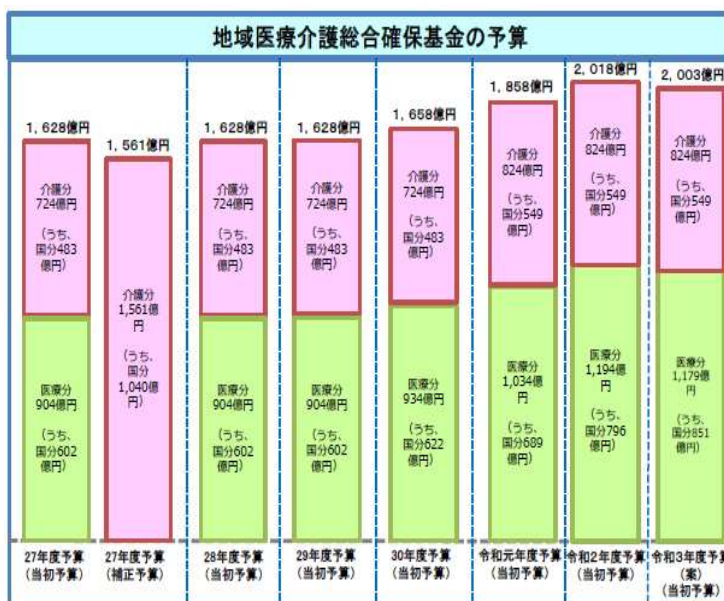 地域医療介護総合確保基金の予算
1,628億円
介護分
724億円
(うち、
国分483
億円)
医療分
904億円
(うち、
国分602
億円)
27年度予算
(当初予算)
1,561億円
介護分
1,561億
円
(うち、
国分
1,040億
円)
27年度予算
(補正予算)
1,628億円
介護分
724億円
(うち、
国分483
億円)
医療分
904億円
(うち、
国分602
億円)
28年度予算
(当初予算)
1,628億円
介護分
724億円
(うち、
国分483
億円)
医療分
904億円
(うち、
国分602
億円)
29年度予算
(当初予算)
1,658億円
介護分
724億円
(うち、
国分483
億円)
医療分
934億円
(うち、
国分622
億円)
30年度予算
(当初予算)
1,858億円
介護分
824億円
(うち、
国分549
億円)
医療分
1,034億
円
(うち、
国分689
億円)
令和元年度予算
(当初予算)
2,018億円
介護分
824億円
(うち、
国分549
億円)
医療分
1,194億
円
(うち、
国分796
億円)
令和2年度予算
(当初予算)
2,003億円
介護分
824億円
(うち、
国分549
億円)
医療分
1,179億
円
(うち、
国分851
億円)
令和3年度予算
(案)
(当初予算)